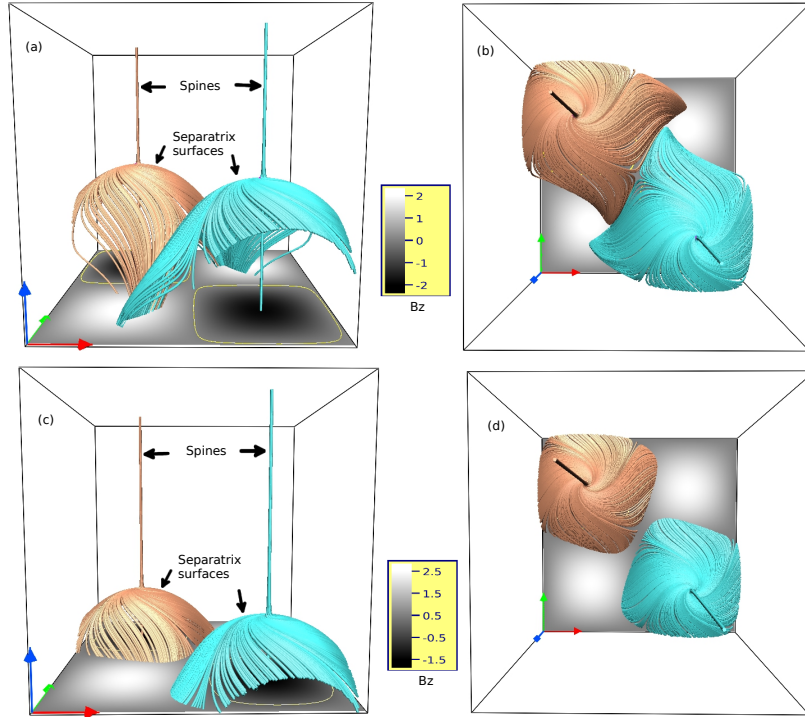 (a)
Spines
Separatrix
surfaces
2
1
0
-1
-2
Bz
(b)
(c)
Spines
Separatrix
surfaces
2.5
1.5
0.5
-0.5
-1.5
Bz
(d)